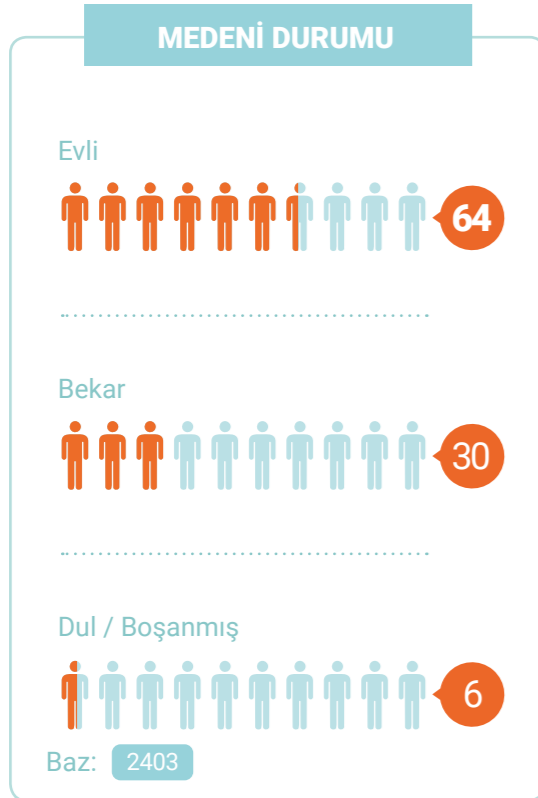 MEDENİ DURUMU
Evli
64
Bekar
30
Dul / Boşanmış
6
Baz: 2403